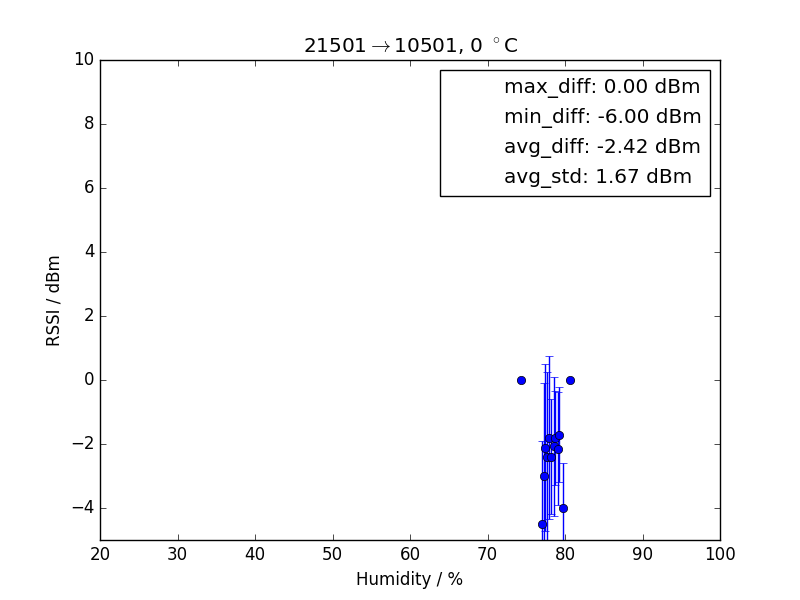 21501→10501, 0 °C
max_diff: 0.00 dBm
min_diff: -6.00 dBm
avg_diff: -2.42 dBm
avg_std: 1.67 dBm
10
8
6
4
2
0
−2
−4
RSSI / dBm
20 30 40 50 60 70 80 90 100
Humidity / %